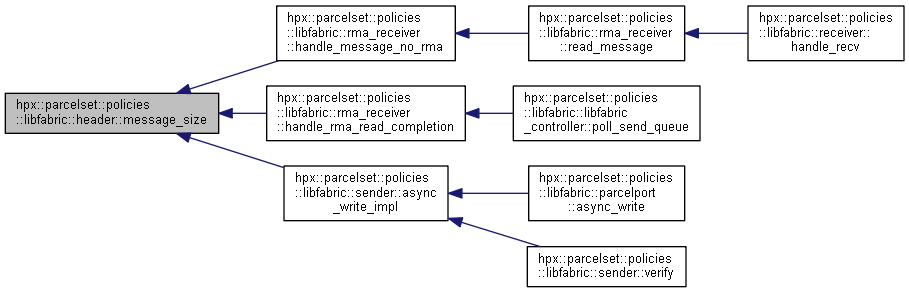 hpx::parcelset::policies
::libfabric::header::message_size
hpx::parcelset::policies
::libfabric::rma_receiver
::handle_message_no_rma
hpx::parcelset::policies
::libfabric::rma_receiver
::read_message
hpx::parcelset::policies
::libfabric::receiver::
handle_recv
hpx::parcelset::policies
::libfabric::rma_receiver
::handle_rma_read_completion
hpx::parcelset::policies
::libfabric::libfabric
_controller::poll_send_queue
hpx::parcelset::policies
::libfabric::sender::async
_write_impl
hpx::parcelset::policies
::libfabric::parcelport
::async_write
hpx::parcelset::policies
::libfabric::sender::verify